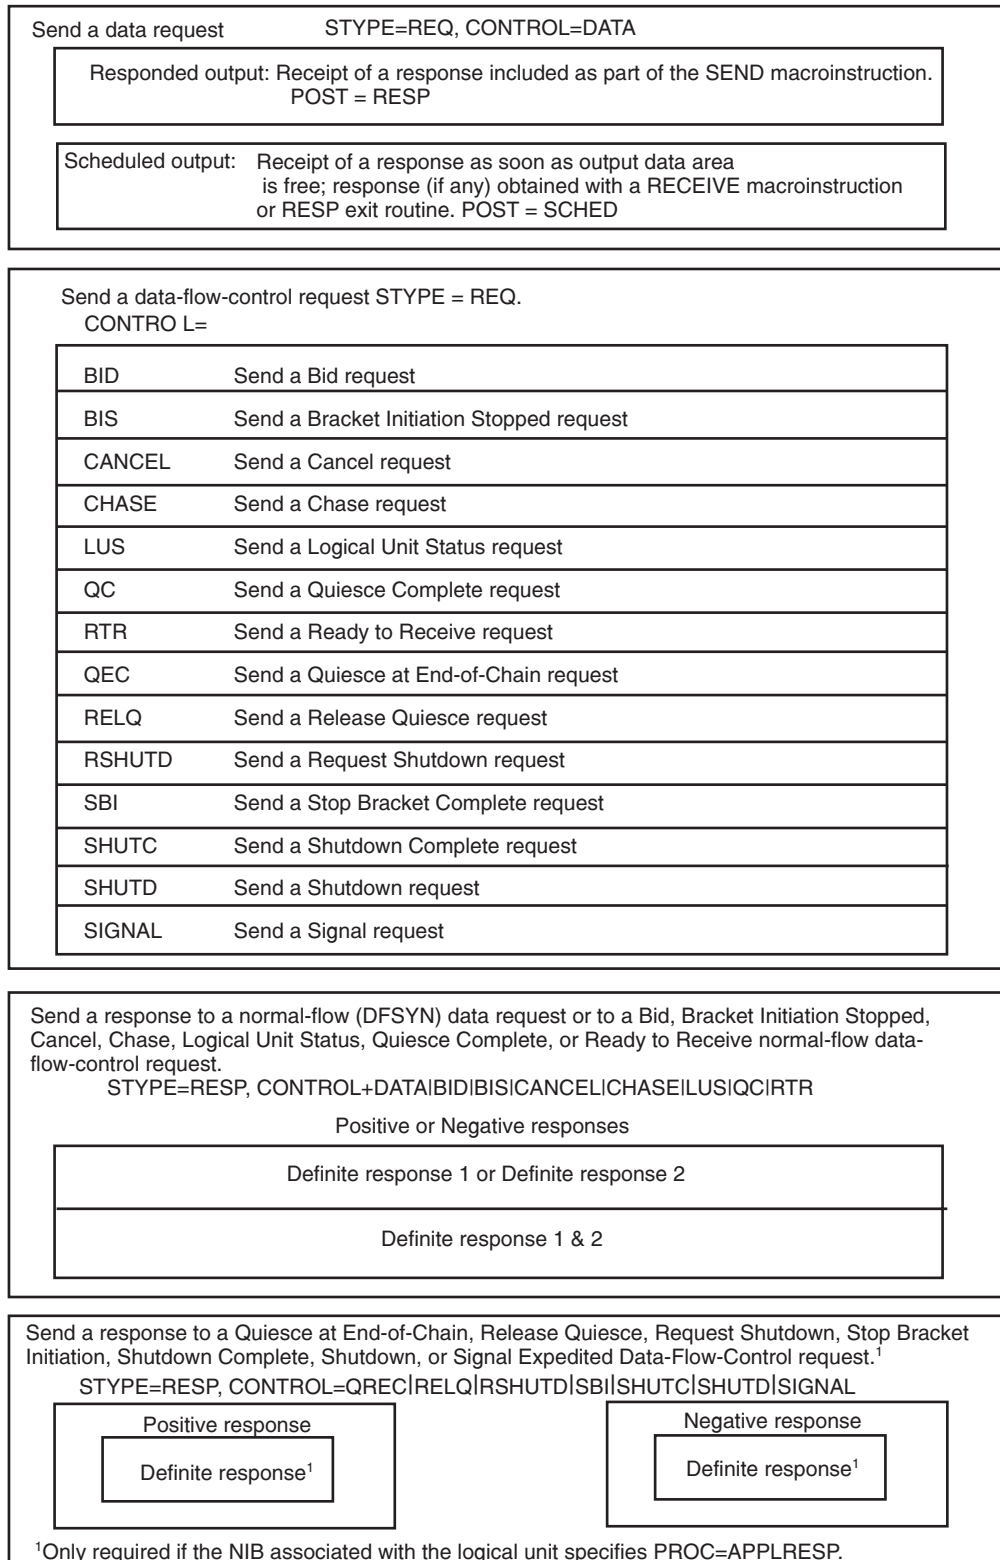 Send a data request STYPE=REQ, CONTROL=DATA
Responded output: Receipt of a response included as part of the SEND macroinstruction.
POST = RESP
Scheduled output: Receipt of a response as soon as output data area
is free; response (if any) obtained with a RECEIVE macroinstruction
or RESP exit routine. POST = SCHED
Send a data-flow-control request STYPE = REQ.
CONTRO L=
BID Send a Bid request
BIS Send a Bracket Initiation Stopped request
CANCEL Send a Cancel request
CHASE Send a Chase request
LUS Send a Logical Unit Status request
QC Send a Quiesce Complete request
RTR Send a Ready to Receive request
QEC Send a Quiesce at End-of-Chain request
RELQ Send a Release Quiesce request
RSHUTD Send a Request Shutdown request
SBI Send a Stop Bracket Complete request
SHUTC Send a Shutdown Complete request
SHUTD Send a Shutdown request
SIGNAL Send a Signal request
Send a response to a normal-flow (DFSYN) data request or to a Bid, Bracket Initiation Stopped,
Cancel, Chase, Logical Unit Status, Quiesce Complete, or Ready to Receive normal-flow data-
flow-control request.
STYPE=RESP, CONTROL+DATA|BID|BIS|CANCEL|CHASE|LUS|QC|RTR
Positive or Negative responses
Definite response 1 or Definite response 2
Definite response 1 & 2
Send a response to a Quiesce at End-of-Chain, Release Quiesce, Request Shutdown, Stop Bracket
Initiation, Shutdown Complete, Shutdown, or Signal Expedited Data-Flow-Control request.¹
STYPE=RESP, CONTROL=QREC|RELQ|RSHUTD|SBI|SHUTC|SHUTD|SIGNAL
Positive response
Definite response¹
Negative response
Definite response¹
¹Only required if the NIB associated with the logical unit specifies PROC=APPLRESP.